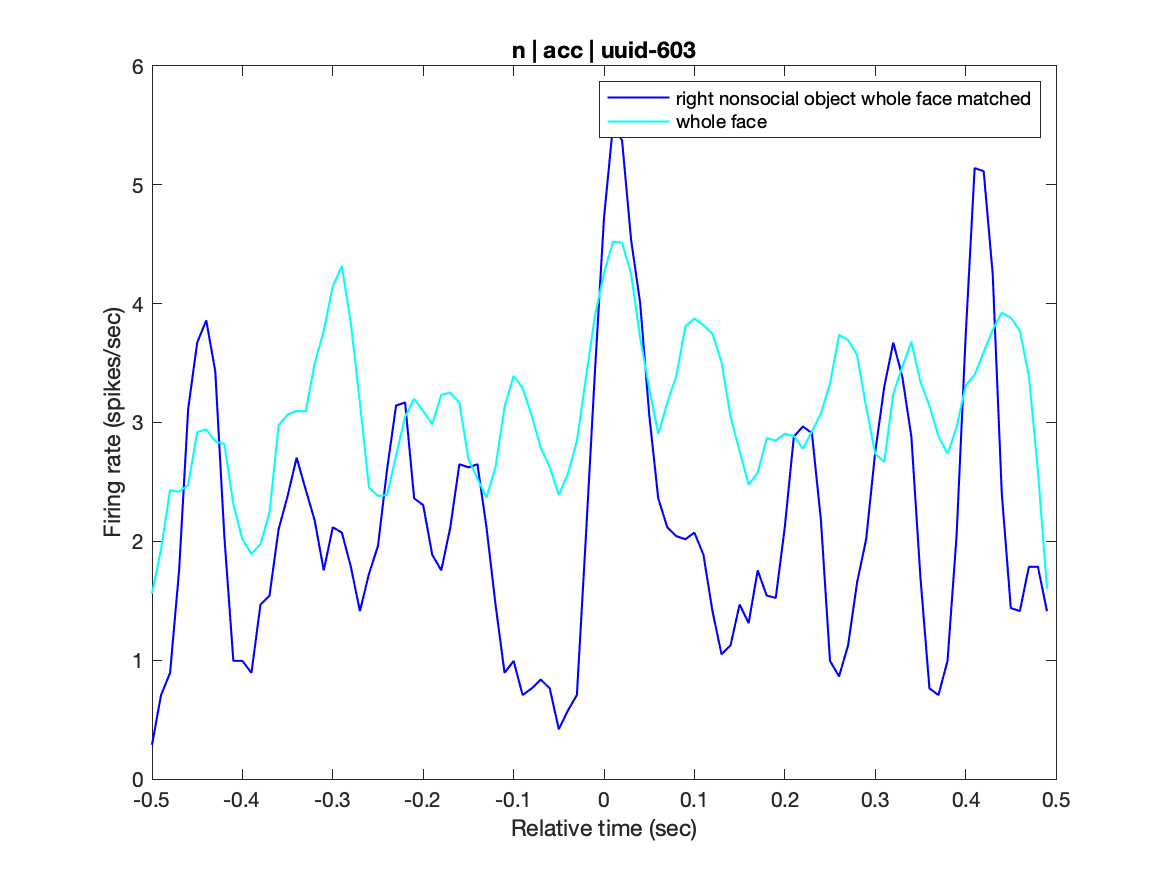 n | acc | uuid-603
right nonsocial object whole face matched
whole face
Firing rate (spikes/sec)
6
5
4
3
2
1
0
-0.5 -0.4 -0.3 -0.2 -0.1 0 0.1 0.2 0.3 0.4 0.5
Relative time (sec)